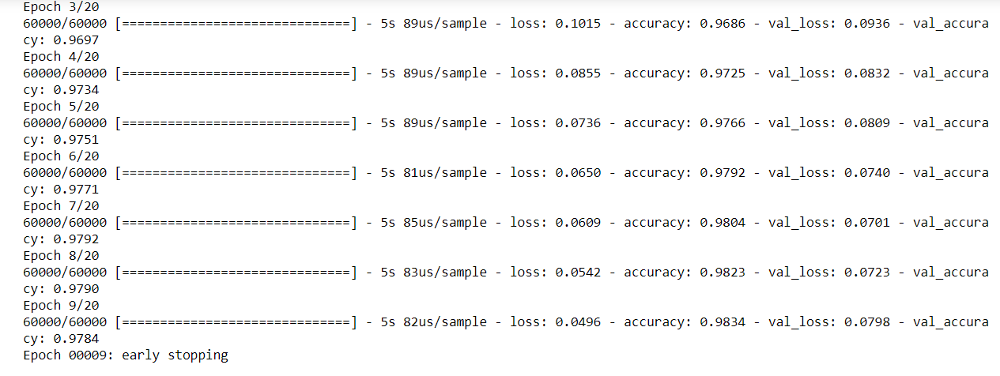 Epoch 3/20
60000/60000 [==============================] - 5s 89us/sample - loss: 0.1015 - accuracy: 0.9686 - val_loss: 0.0936 - val_accura
cy: 0.9697
Epoch 4/20
60000/60000 [==============================] - 5s 89us/sample - loss: 0.0855 - accuracy: 0.9725 - val_loss: 0.0832 - val_accura
cy: 0.9734
Epoch 5/20
60000/60000 [==============================] - 5s 89us/sample - loss: 0.0736 - accuracy: 0.9766 - val_loss: 0.0809 - val_accura
cy: 0.9751
Epoch 6/20
60000/60000 [==============================] - 5s 81us/sample - loss: 0.0650 - accuracy: 0.9792 - val_loss: 0.0740 - val_accura
cy: 0.9771
Epoch 7/20
60000/60000 [==============================] - 5s 85us/sample - loss: 0.0609 - accuracy: 0.9804 - val_loss: 0.0701 - val_accura
cy: 0.9792
Epoch 8/20
60000/60000 [==============================] - 5s 83us/sample - loss: 0.0542 - accuracy: 0.9823 - val_loss: 0.0723 - val_accura
cy: 0.9790
Epoch 9/20
60000/60000 [==============================] - 5s 82us/sample - loss: 0.0496 - accuracy: 0.9834 - val_loss: 0.0798 - val_accura
cy: 0.9784
Epoch 00009: early stopping